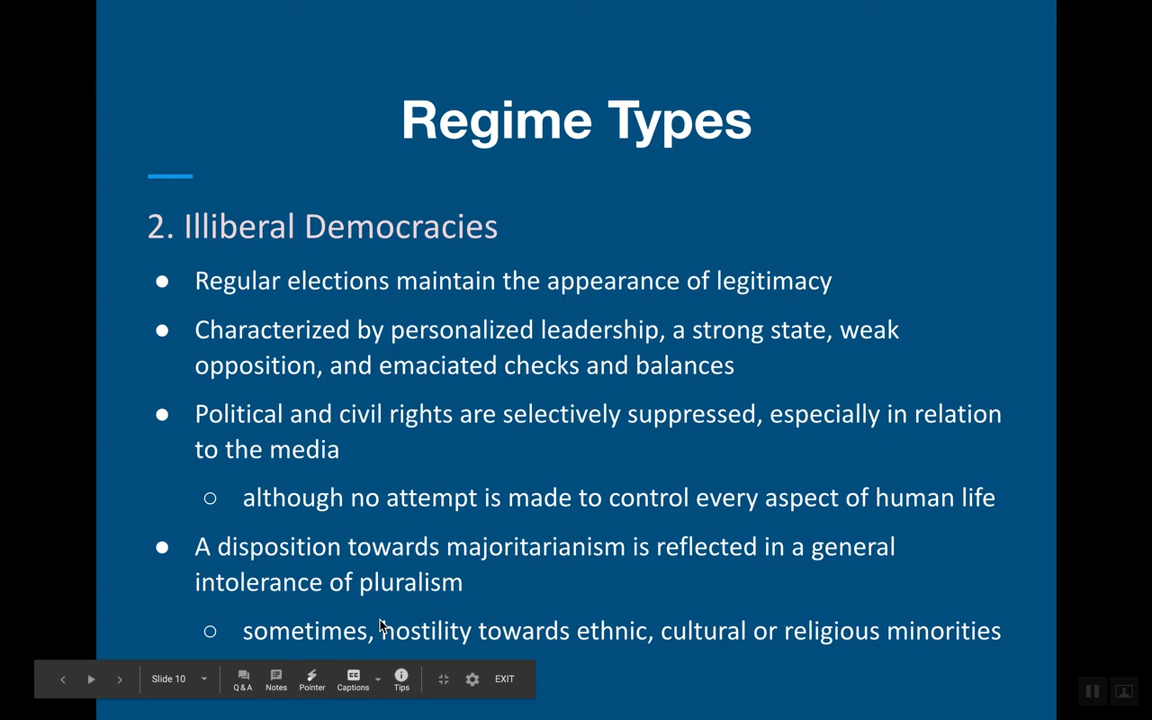 Regime Types
2. Illiberal Democracies
● Regular elections maintain the appearance of legitimacy
● Characterized by personalized leadership, a strong state, weak
opposition, and emaciated checks and balances
● Political and civil rights are selectively suppressed, especially in relation
to the media
○ although no attempt is made to control every aspect of human life
● A disposition towards majoritarianism is reflected in a general
intolerance of pluralism
○ sometimes, hostility towards ethnic, cultural or religious minorities
Slide 10
Q&A Notes Pointer Captions Tips EXIT